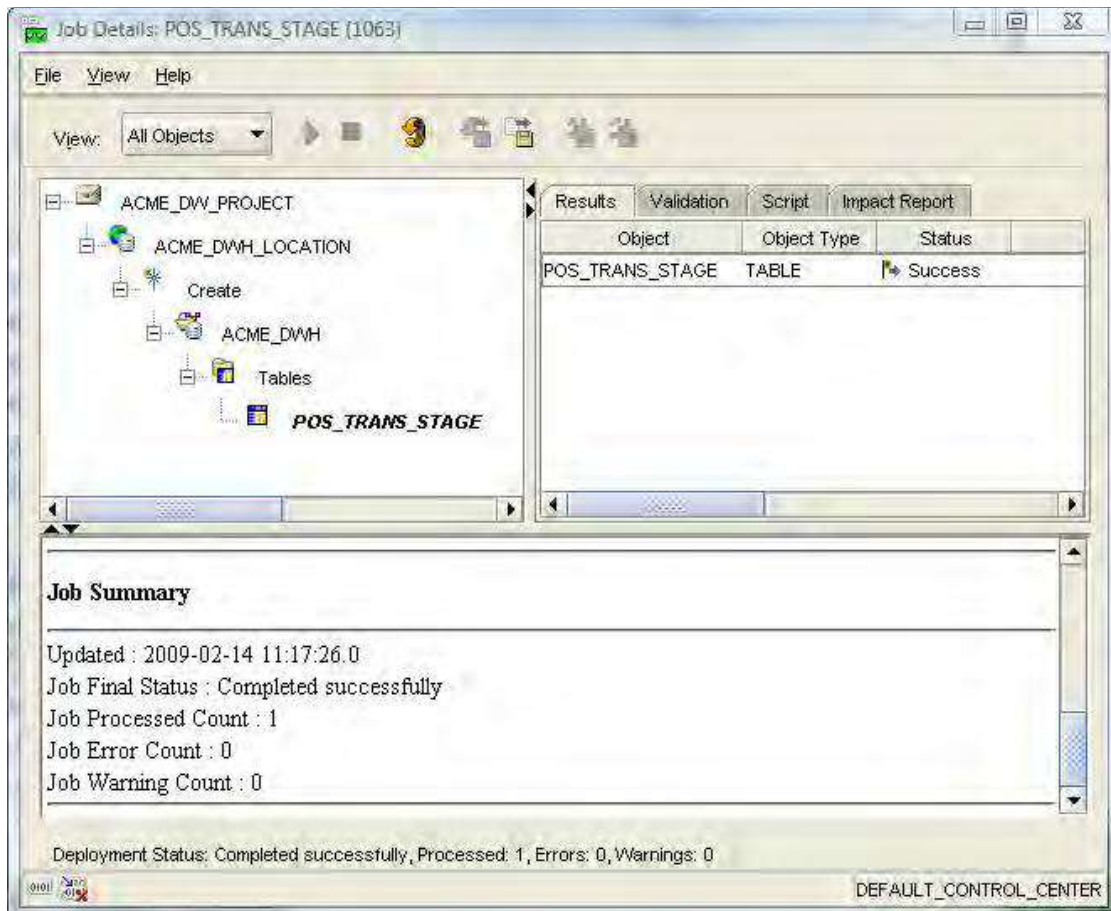 Job Details: POS_TRANS_STAGE (1063)
File View Help
View: All Objects
ACME_DW_PROJECT
ACME_DWH_LOCATION
Create
ACME_DWH
Tables
POS_TRANS_STAGE
Results Validation Script Impact Report
Object Object Type Status
POS_TRANS_STAGE TABLE Success
Job Summary
Updated : 2009-02-14 11:17:26.0
Job Final Status : Completed successfully
Job Processed Count : 1
Job Error Count : 0
Job Warning Count : 0
Deployment Status: Completed successfully, Processed: 1, Errors: 0, Warnings: 0
DEFAULT_CONTROL_CENTER